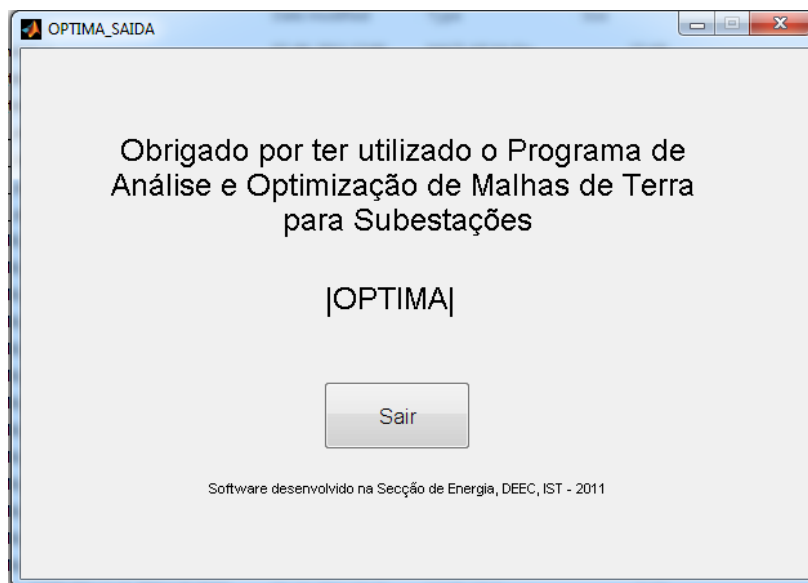 OPTIMA_SAIDA
Obrigado por ter utilizado o Programa de
Análise e Optimização de Malhas de Terra
para Subestações
|OPTIMA|
Sair
Software desenvolvido na Secção de Energia, DEEC, IST - 2011